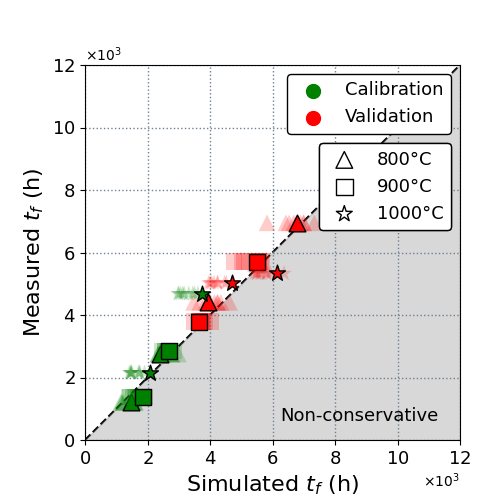 ×10³
12
10
8
6
4
2
0
Measured t_f (h)
Calibration
Validation
800°C
900°C
1000°C
Non-conservative
0 2 4 6 8 10 12
Simulated t_f (h)
×10³